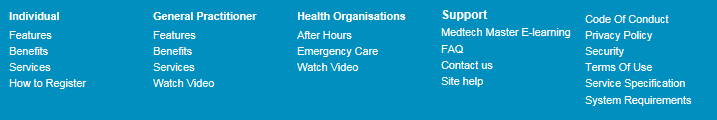 Individual
Features
Benefits
Services
How to Register
General Practitioner
Features
Benefits
Services
Watch Video
Health Organisations
After Hours
Emergency Care
Watch Video
Support
Medtech Master E-learning
FAQ
Contact us
Site help
Code Of Conduct
Privacy Policy
Security
Terms Of Use
Service Specification
System Requirements